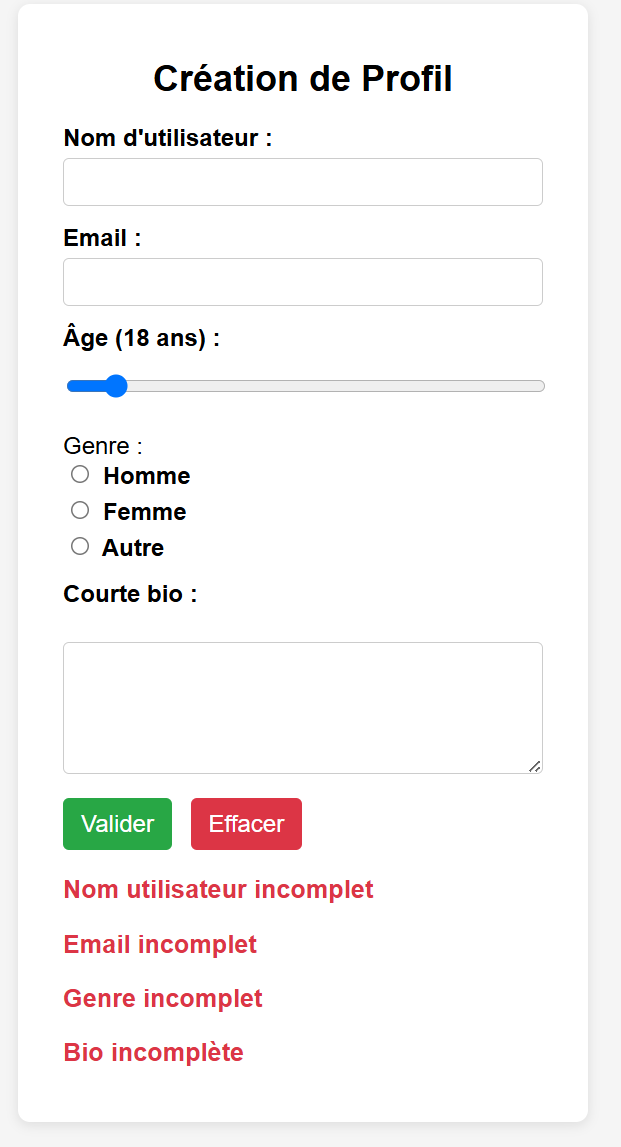 Création de Profil
Nom d'utilisateur :
Email :
Âge (18 ans) :
Genre :
Homme
Femme
Autre
Courte bio :
Valider Effacer
Nom utilisateur incomplet
Email incomplet
Genre incomplet
Bio incomplète